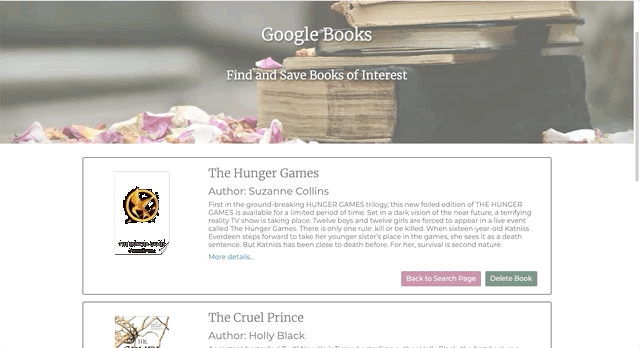 Google Books
Find and Save Books of Interest
The Hunger Games
Author: Suzanne Collins
First in the ground-breaking HUNGER GAMES trilogy, this new foiled edition of THE HUNGER
GAMES is available for a limited period of time. Set in a dark vision of the near future, a terrifying
reality TV show is taking place. Twelve boys and twelve girls are forced to appear in a live event
called The Hunger Games. There is only one rule: kill or be killed. When sixteen-year-old Katniss
Everdeen steps forward to take her younger sister's place in the games, she sees it as a death
sentence. But Katniss has been close to death before. For her, survival is second nature.
More details...
Back to Search Page
Delete Book
The Cruel Prince
THE
Author: Holly Black